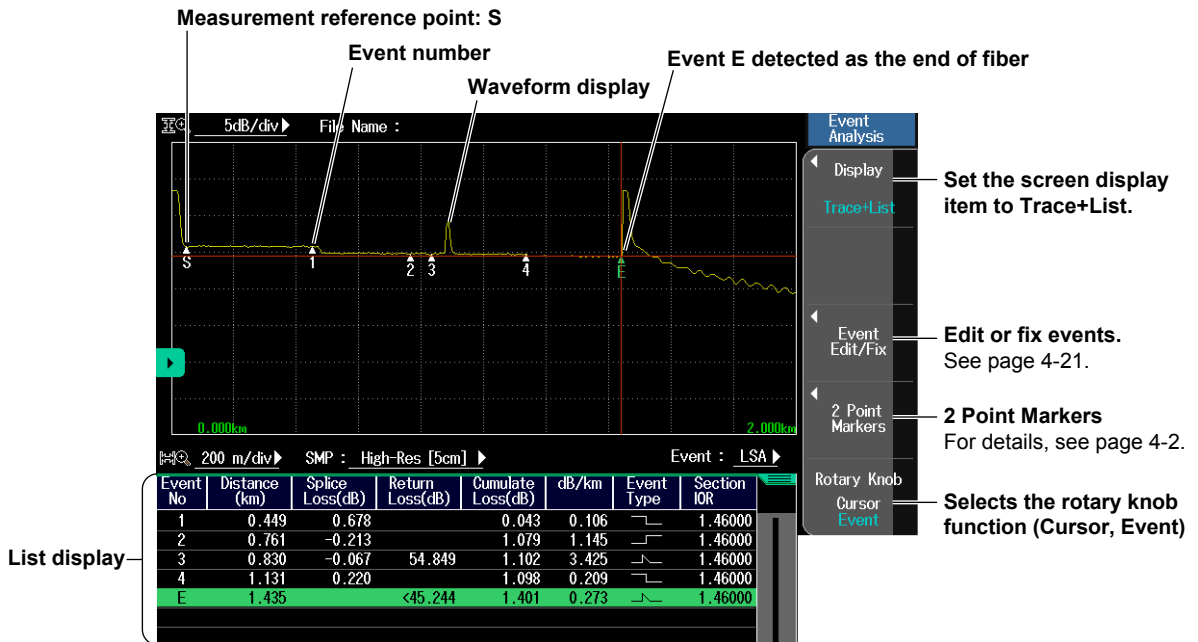 Measurement reference point: S
Event number
Waveform display
Event E detected as the end of fiber
5dB/div
File Name :
S
1
2
3
4
E
0.000km
2.000km
200 m/div
SMP : High-Res [5cm]
Event : LSA
Event No Distance (km) Splice Loss(dB) Return Loss(dB) Cumulate Loss(dB) dB/km Event Type Section IOR
1 0.449 0.678 0.043 0.106 1.46000
2 0.761 -0.213 1.079 1.145 1.46000
3 0.830 -0.067 54.849 1.102 3.425 1.46000
4 1.131 0.220 1.098 0.209 1.46000
E 1.435 <45.244 1.401 0.273 1.46000
List display
Event
Analysis
Display
Trace+List
Event
Edit/Fix
2 Point
Markers
Rotary Knob
Cursor
Event
Set the screen display
item to Trace+List.
Edit or fix events.
See page 4-21.
2 Point Markers
For details, see page 4-2.
Selects the rotary knob
function (Cursor, Event)